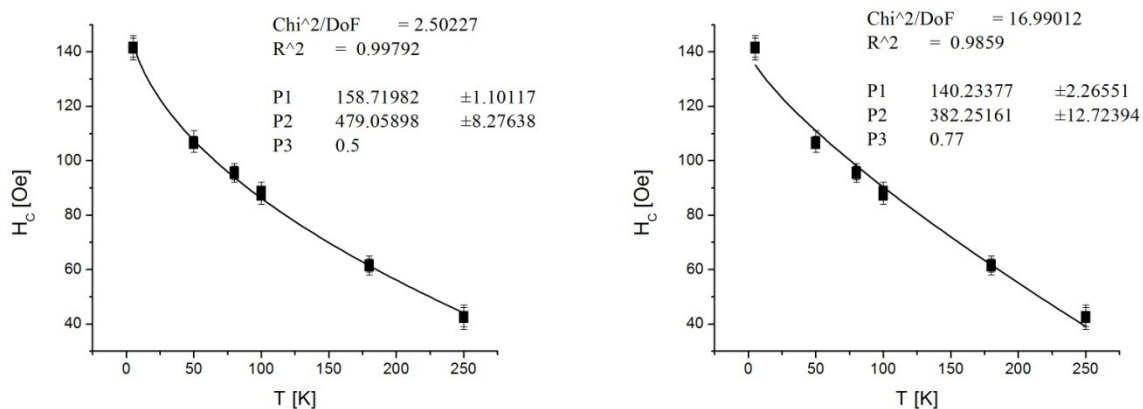 Chi^2/DoF = 2.50227
R^2 = 0.99792
P1 158.71982 ±1.10117
P2 479.05898 ±8.27638
P3 0.5
140
120
100
80
60
40
H_C [Oe]
0 50 100 150 200 250
T [K]
Chi^2/DoF = 16.99012
R^2 = 0.9859
P1 140.23377 ±2.26551
P2 382.25161 ±12.72394
P3 0.77
140
120
100
80
60
40
H_C [Oe]
0 50 100 150 200 250
T [K]